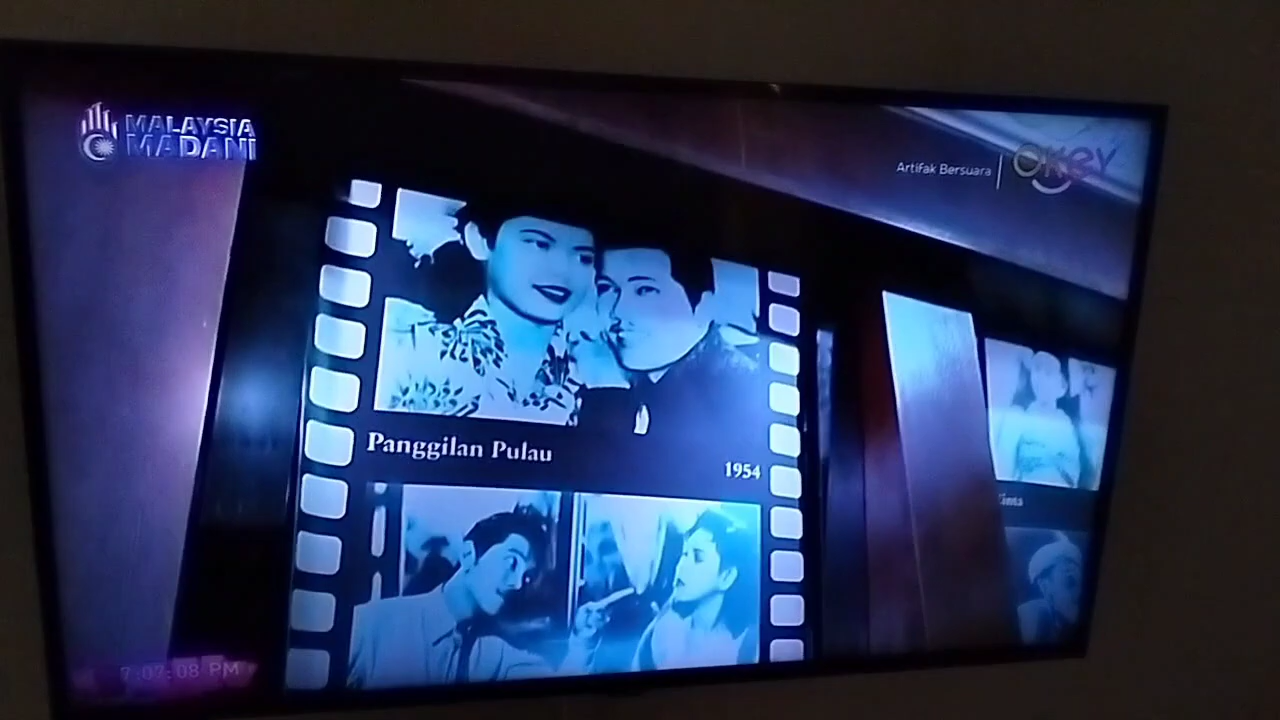 MALAYSIA
MADANI
Artifak Bersuara
OKEY
Panggilan Pulau
1954
7:07:08 PM